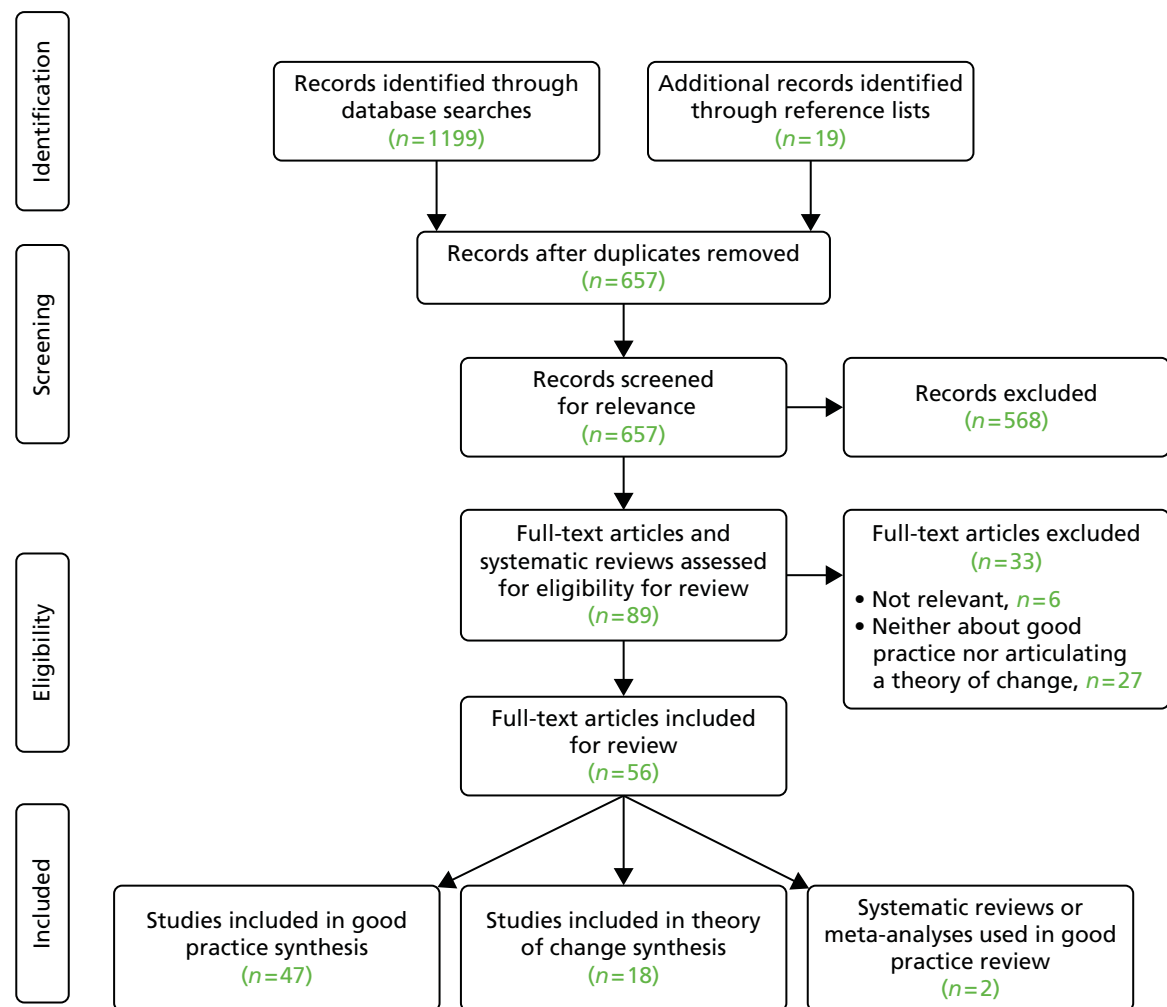 Identification
Records identified through
database searches
(n=1199)
Additional records identified
through reference lists
(n=19)
Screening
Records after duplicates removed
(n=657)
Records screened
for relevance
(n=657)
Records excluded
(n=568)
Eligibility
Full-text articles and
systematic reviews assessed
for eligibility for review
(n=89)
Full-text articles excluded
(n=33)
• Not relevant, n=6
• Neither about good
practice nor articulating
a theory of change, n=27
Full-text articles included
for review
(n=56)
Included
Studies included in good
practice synthesis
(n=47)
Studies included in theory
of change synthesis
(n=18)
Systematic reviews or
meta-analyses used in good
practice review
(n=2)